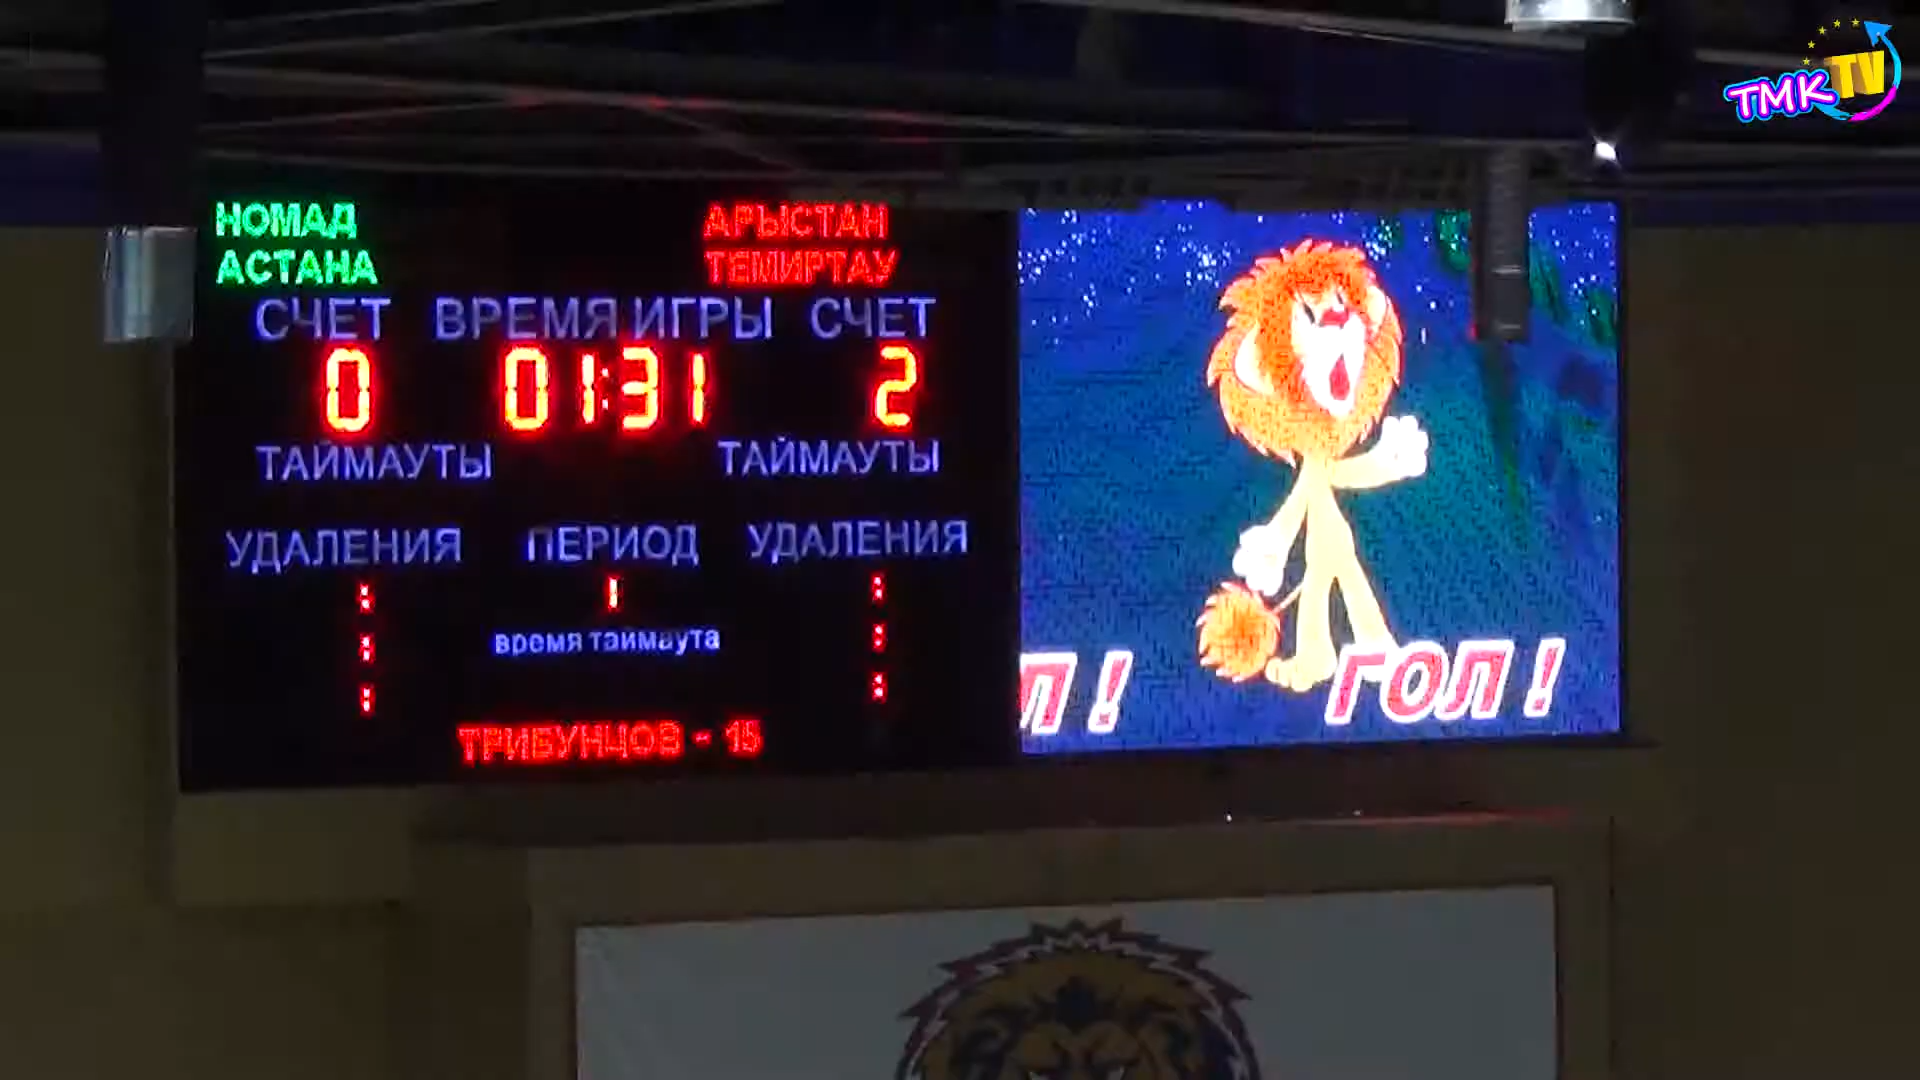 TMK TV
НОМАД АРЫСТАН
АСТАНА ТЕМИРТАУ
СЧЕТ ВРЕМЯ ИГРЫ СЧЕТ
0 01:31 2
ТАЙМАУТЫ ТАЙМАУТЫ
УДАЛЕНИЯ ПЕРИОД УДАЛЕНИЯ
: 1 :
время таймаута
: :
: :
ТРИБУНЦОВ - 15
Л! ГОЛ!